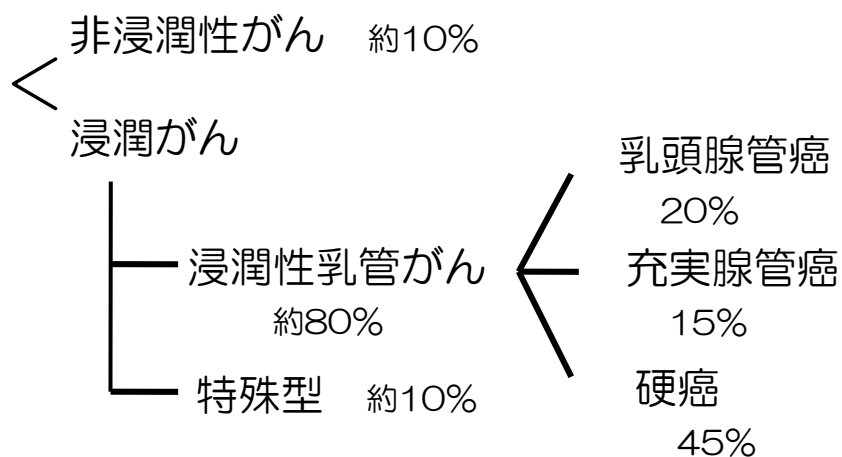 非浸潤性がん 約10%
浸潤がん
乳頭腺管癌
20%
浸潤性乳管がん
約80%
充実腺管癌
15%
特殊型 約10%
硬癌
45%